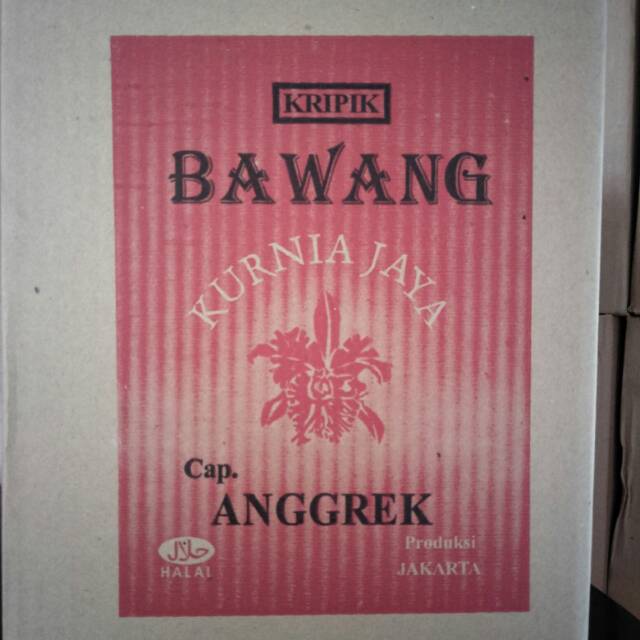 KRIPIK
BAWANG
KURNIA JAYA
Cap.
ANGGREK
حلال
HALAL
Produksi
JAKARTA